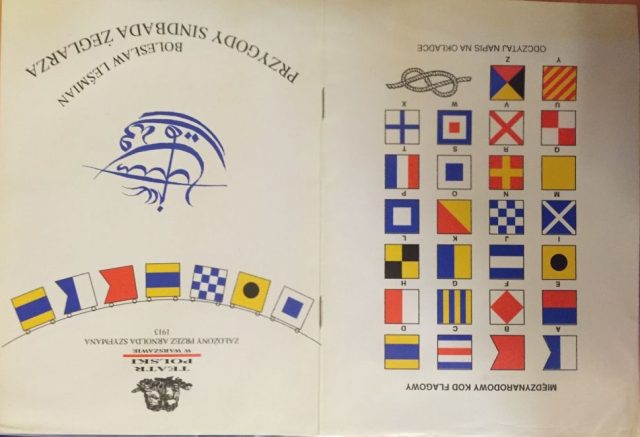 MIĘDZYNARODOWY KOD FLAGOWY
A B C D
E F G H
I J K L
M N O P
Q R S T
U V W X
Y Z
ODCZYTAJ NAPIS NA OKŁADCE
TEATR
POLSKI
W WARSZAWIE
ZAŁOŻONY PRZEZ ARNOLDA SZYFMANA
1913
BOLESŁAW LEŚMIAN
PRZYGODY SINDBADA ŻEGLARZA